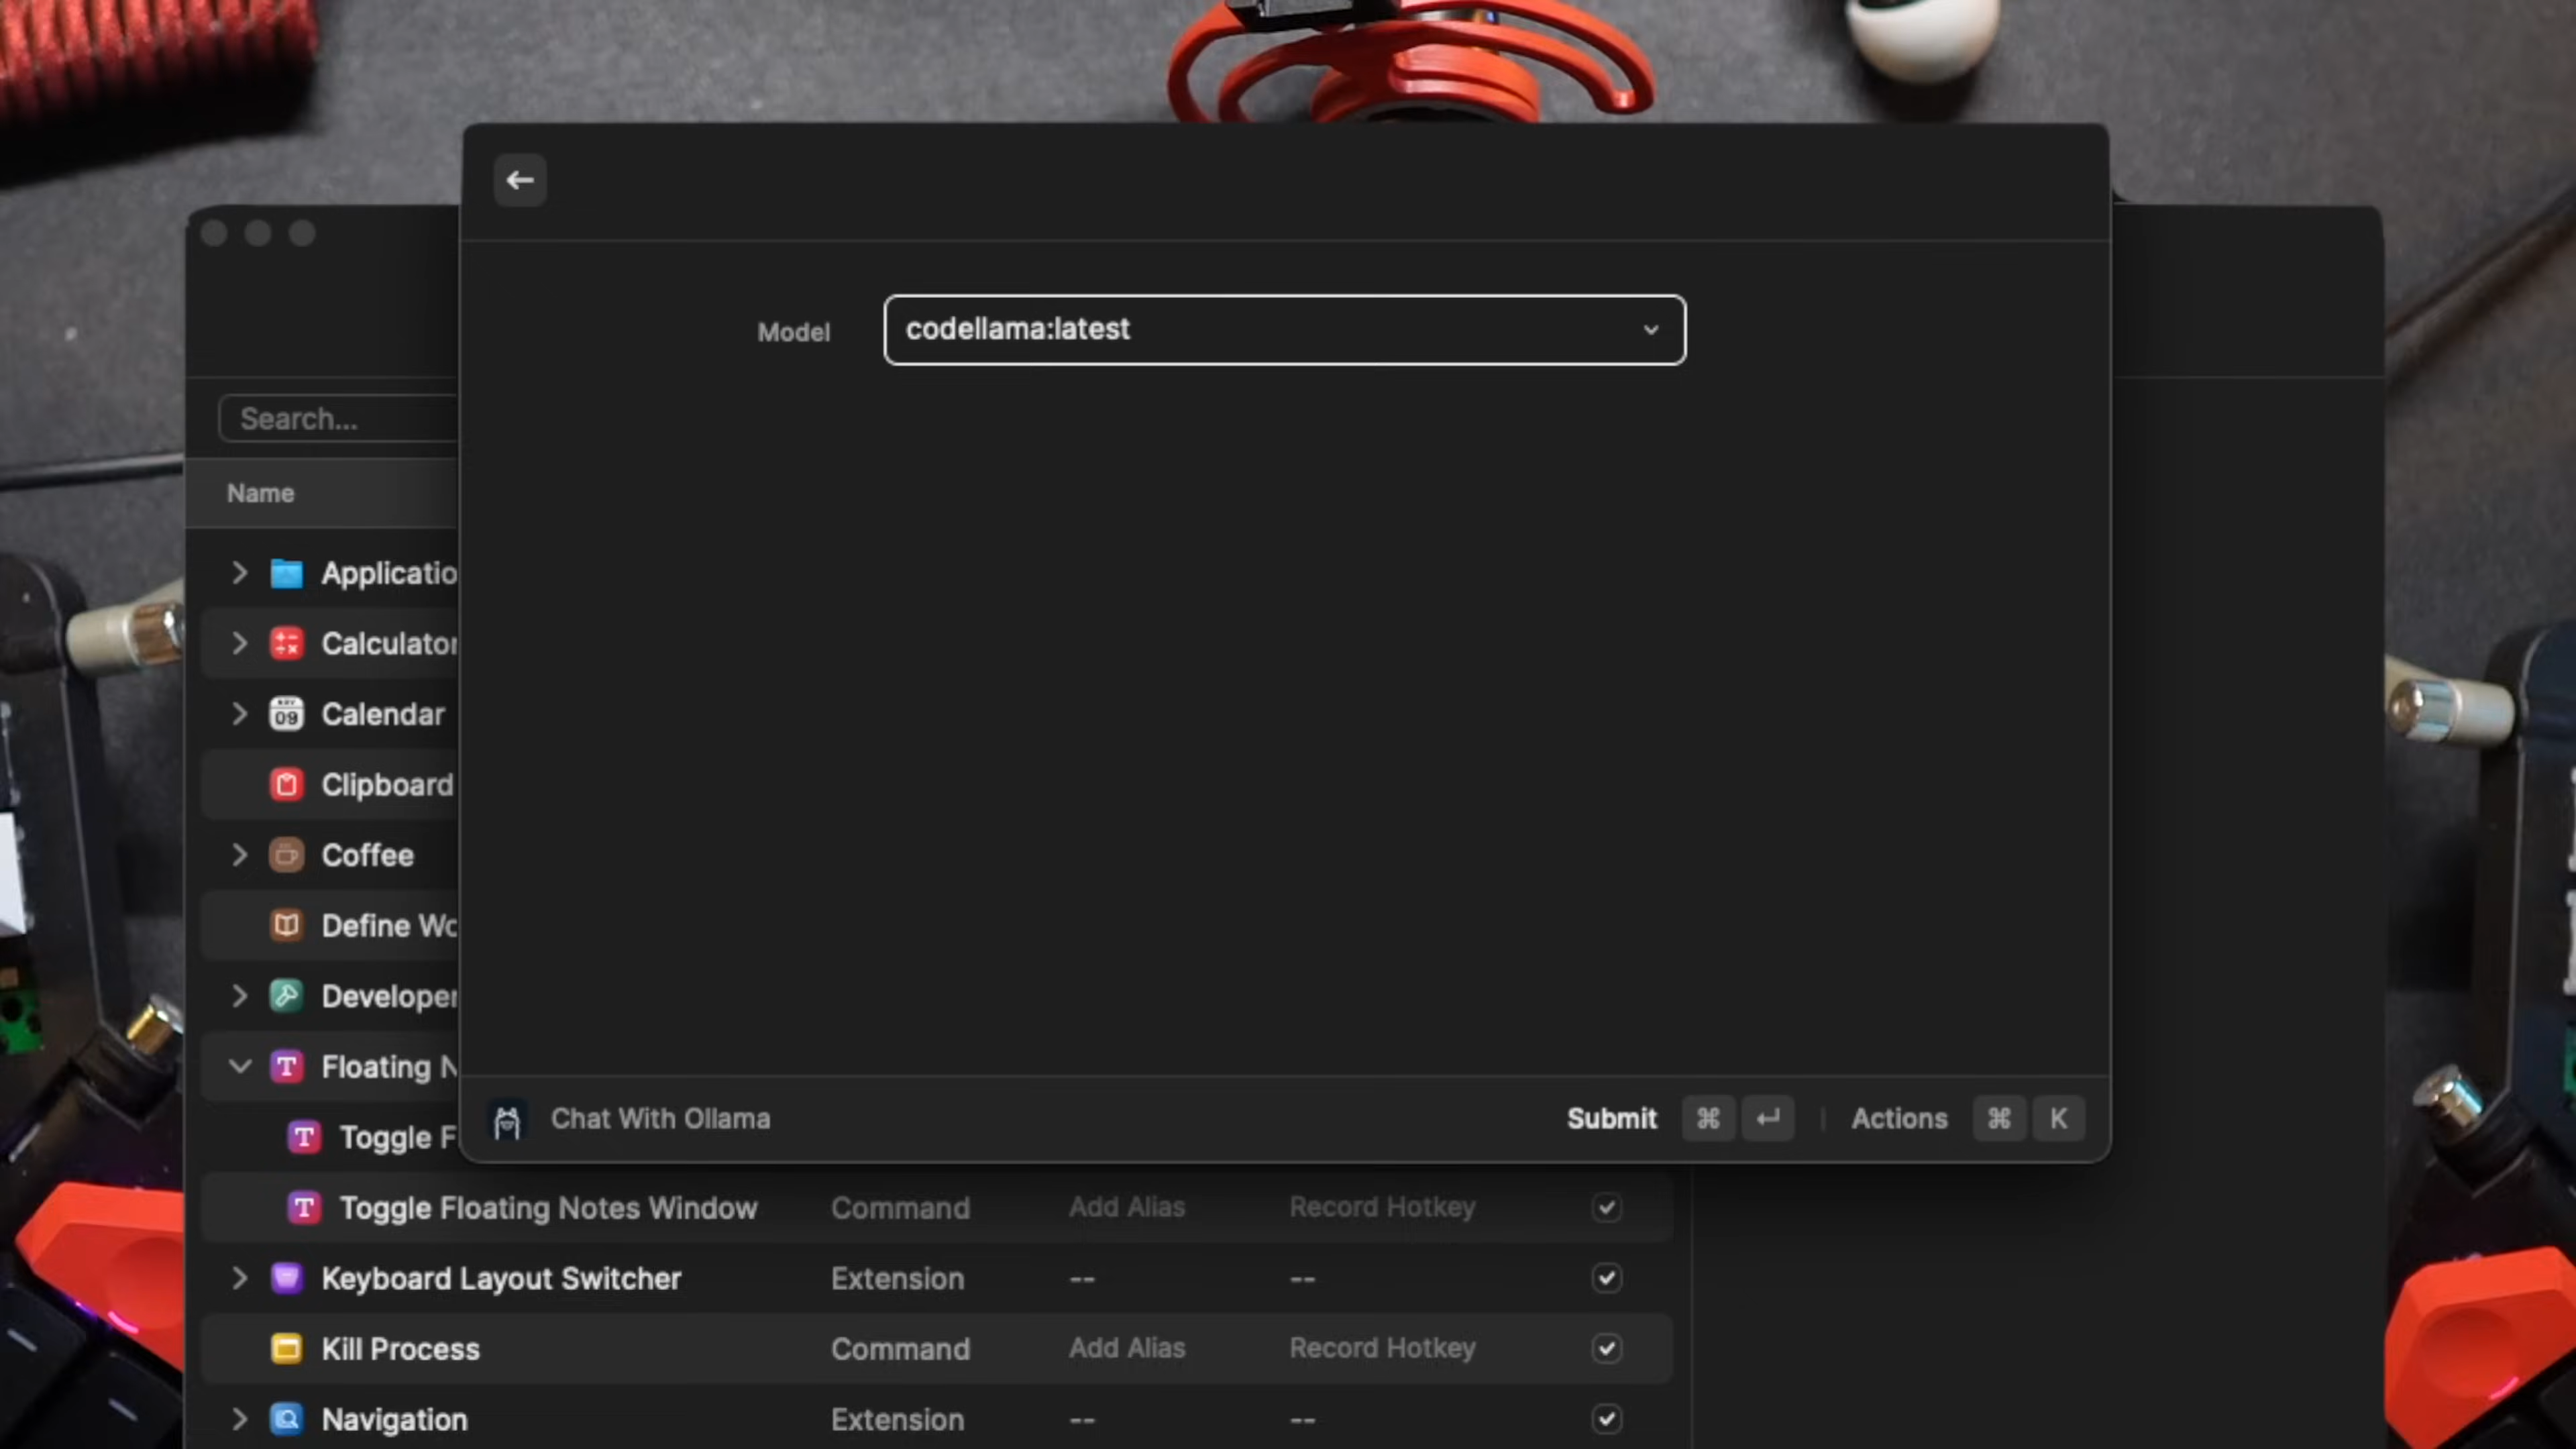 Model
codellama:latest
Search...
Name
Applicatio
Calculator
Calendar
09
Clipboard
Coffee
Define Wo
Developer
Floating N
Toggle F
Chat With Ollama
Submit ⌘ ↵ | Actions ⌘ K
Toggle Floating Notes Window Command Add Alias Record Hotkey
Keyboard Layout Switcher Extension -- --
Kill Process Command Add Alias Record Hotkey
Navigation Extension -- --